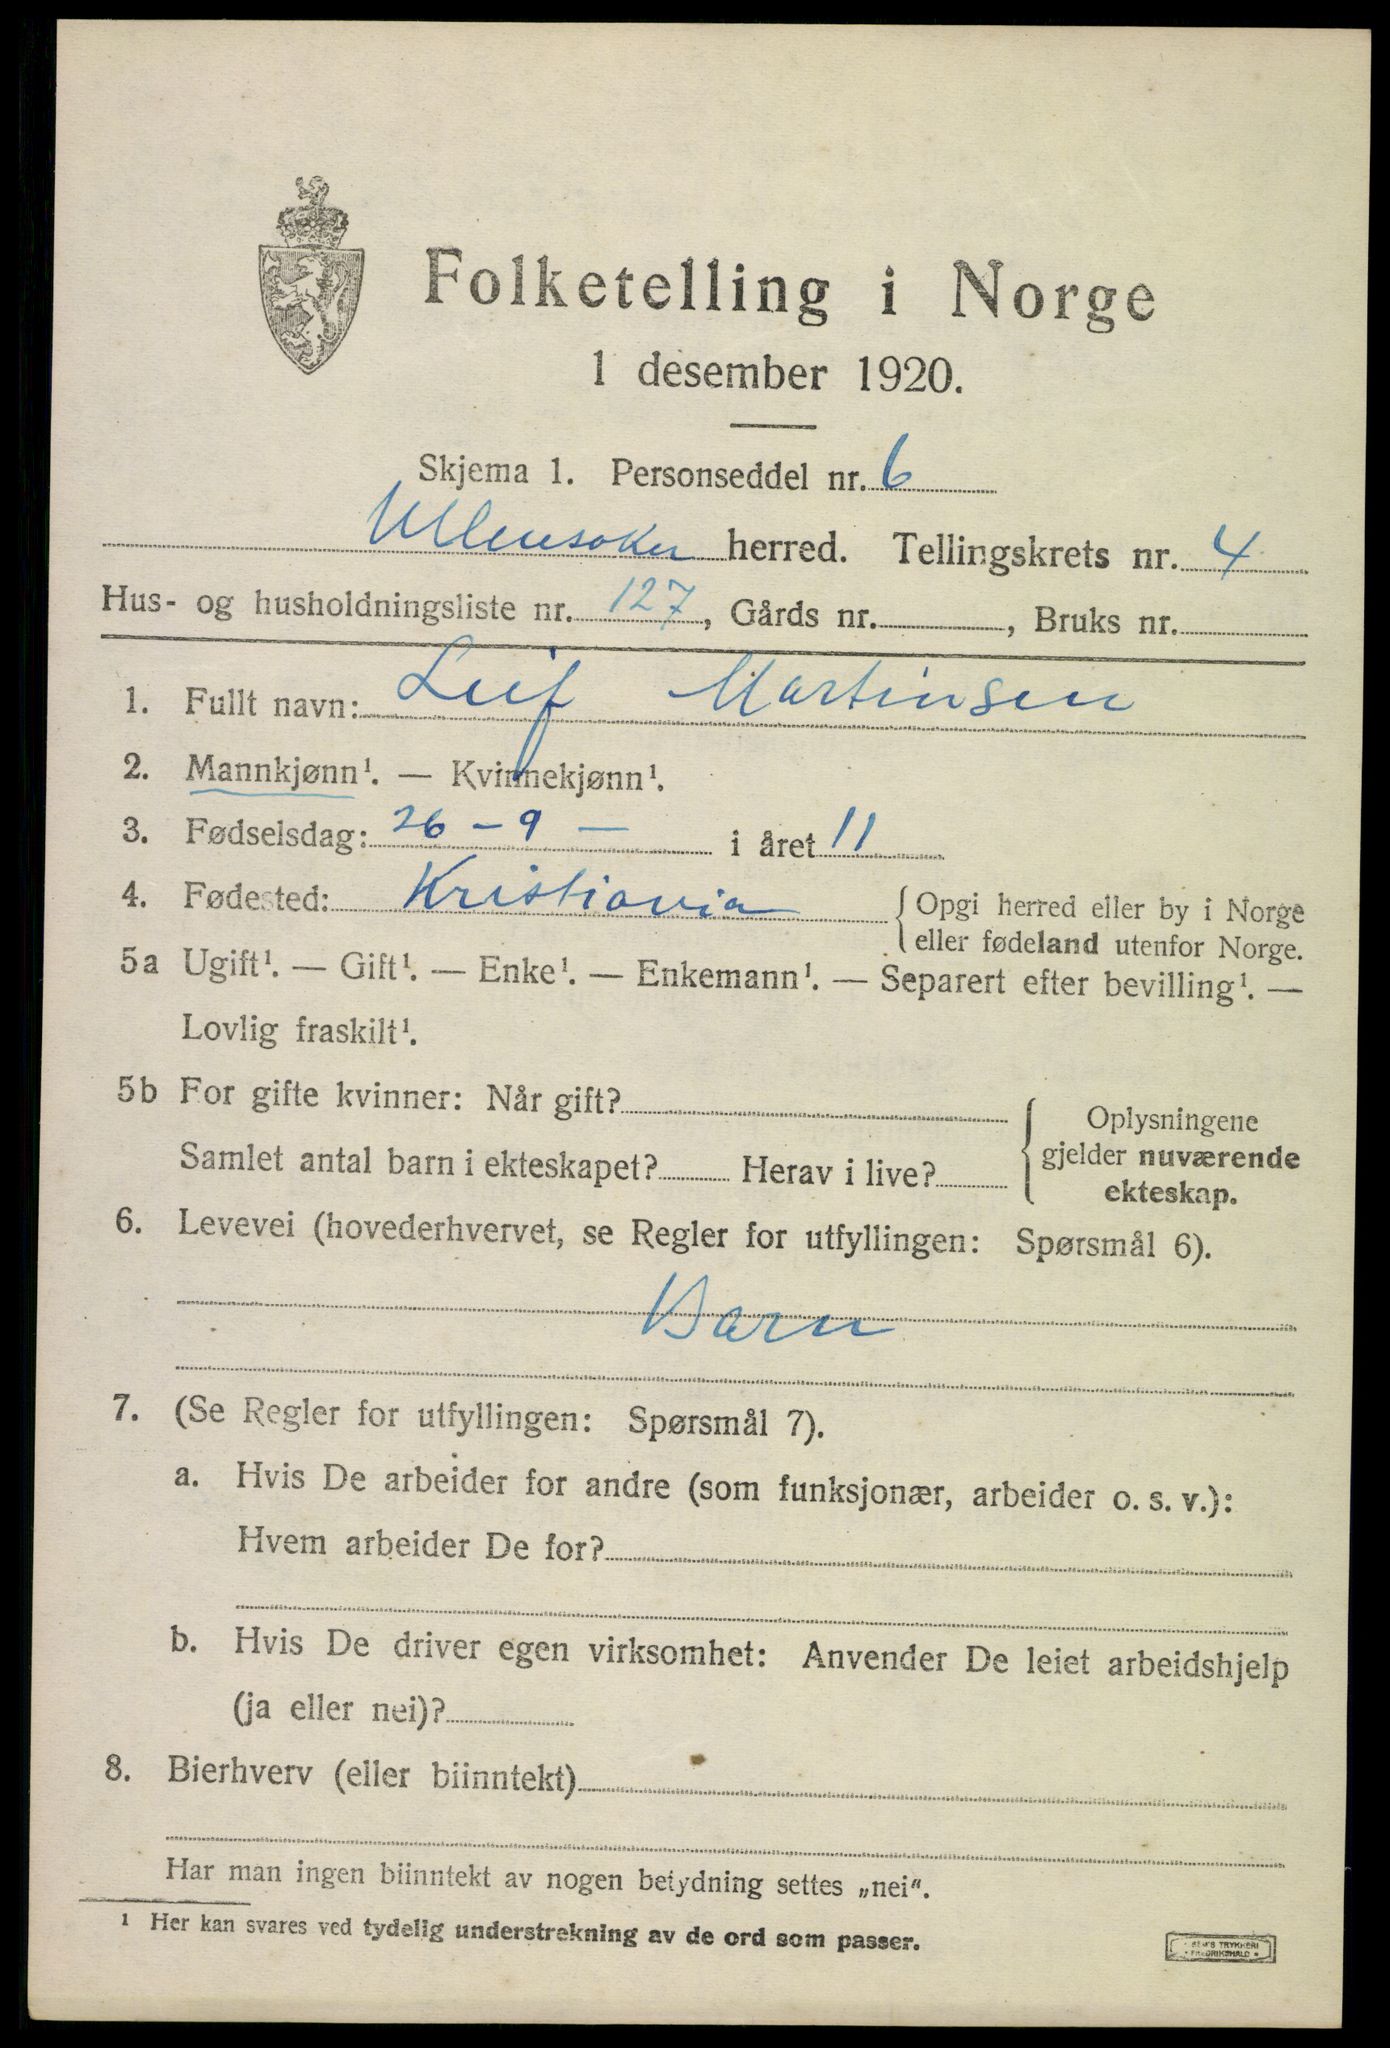 Folketelling i Norge
1 desember 1920.
Skjema 1. Personseddel nr. 6
Ullensaker herred. Tellingskrets nr. 4
Hus- og husholdningsliste nr. 127, Gårds nr. , Bruks nr.
1. Fullt navn: Leif Martinsen
2. Mannkjønn¹. — Kvinnekjønn¹.
3. Fødselsdag: 26 – 9 – i året 11
4. Fødested: Kristiania { Opgi herred eller by i Norge
eller fødeland utenfor Norge.
5a Ugift¹. — Gift¹. — Enke¹. — Enkemann¹. — Separert efter bevilling¹. —
Lovlig fraskilt¹.
5b For gifte kvinner: Når gift?
Samlet antal barn i ekteskapet? Herav i live?
{ Oplysningene
gjelder nuværende
ekteskap.
6. Levevei (hovederhvervet, se Regler for utfyllingen: Spørsmål 6).
Barn
7. (Se Regler for utfyllingen: Spørsmål 7).
a. Hvis De arbeider for andre (som funksjonær, arbeider o. s. v.):
Hvem arbeider De for?
b. Hvis De driver egen virksomhet: Anvender De leiet arbeidshjelp
(ja eller nei)?
8. Bierhverv (eller biinntekt)
Har man ingen biinntekt av nogen betydning settes „nei".
¹ Her kan svares ved tydelig understrekning av de ord som passer.
TRYKKERI
FREDRIKSHALD